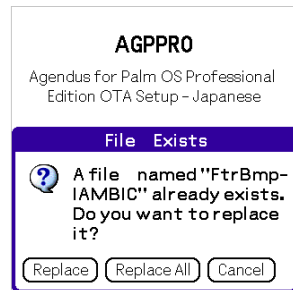 AGPPRO
Agendus for Palm OS Professional
Edition OTA Setup - Japanese
File Exists
A file named "FtrBmp-
IAMBIC" already exists.
Do you want to replace
it?
Replace Replace All Cancel